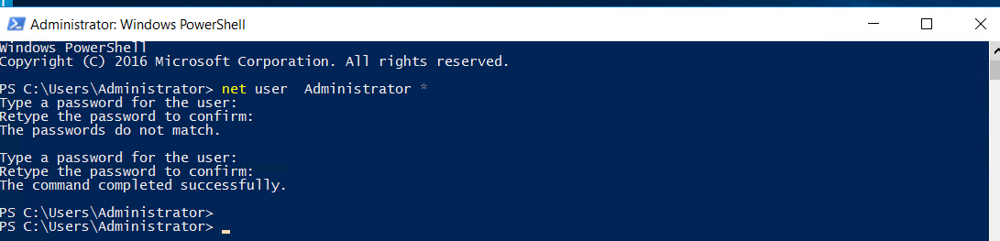 Administrator: Windows PowerShell
Windows PowerShell
Copyright (C) 2016 Microsoft Corporation. All rights reserved.
PS C:\Users\Administrator> net user  Administrator *
Type a password for the user:
Retype the password to confirm:
The passwords do not match.
Type a password for the user:
Retype the password to confirm:
The command completed successfully.
PS C:\Users\Administrator>
PS C:\Users\Administrator>